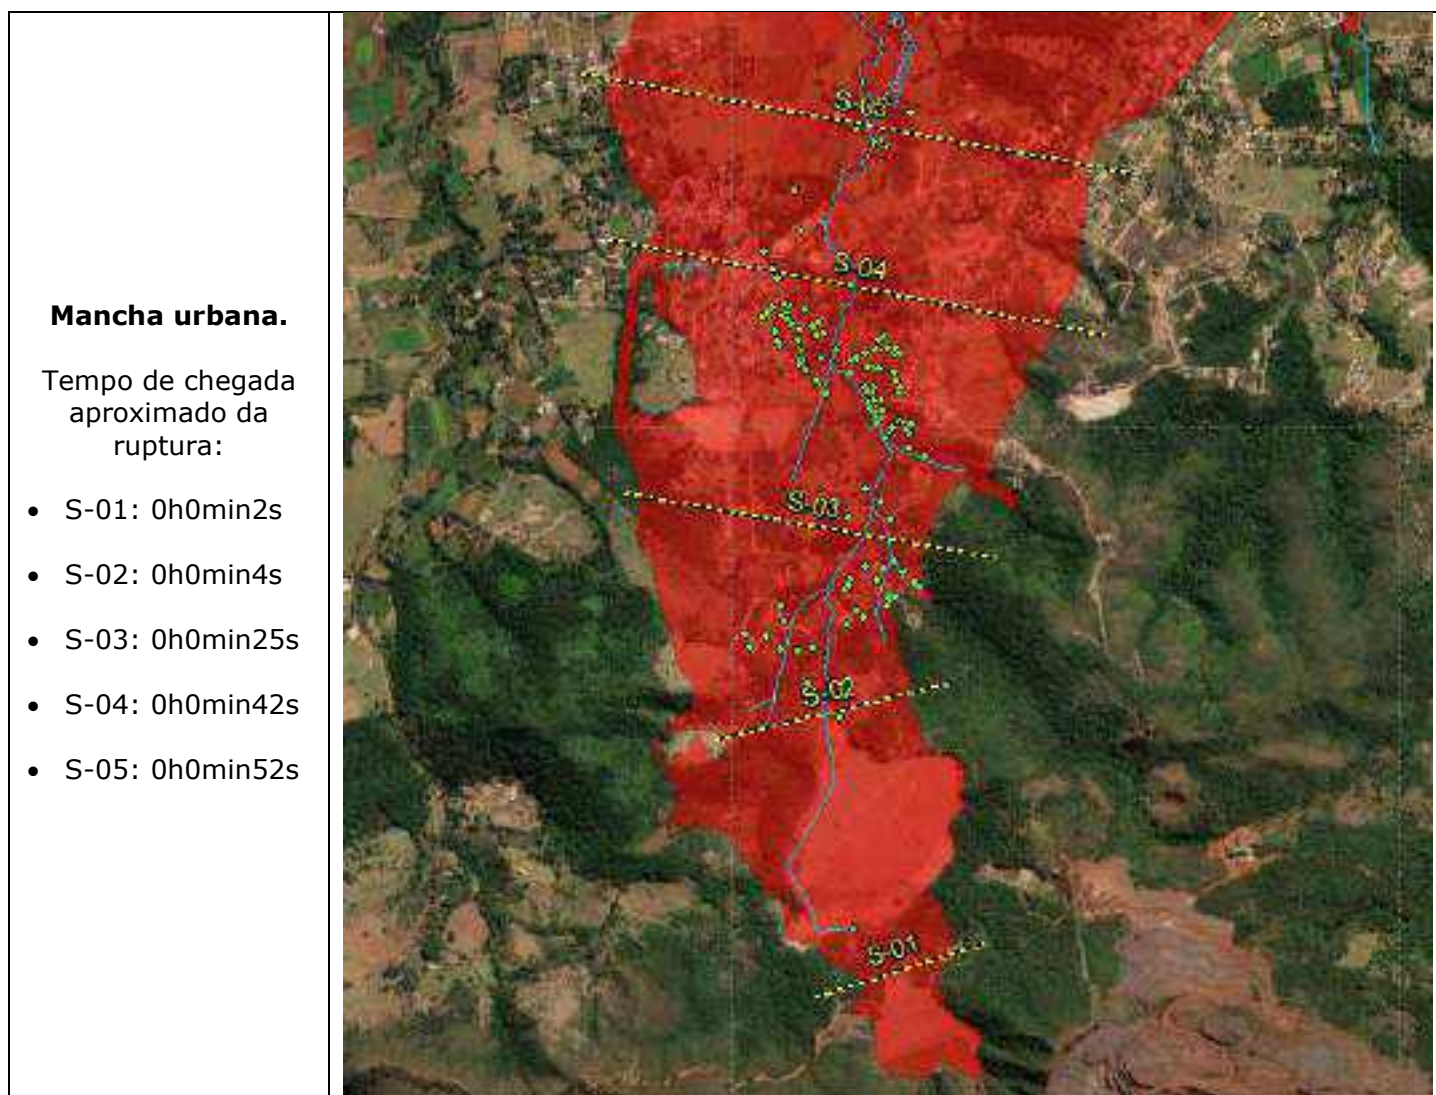 Mancha urbana.
Tempo de chegada
aproximado da
ruptura:
• S-01: 0h0min2s
• S-02: 0h0min4s
• S-03: 0h0min25s
• S-04: 0h0min42s
• S-05: 0h0min52s
S-05
S-04
S-03
S-02
S-01